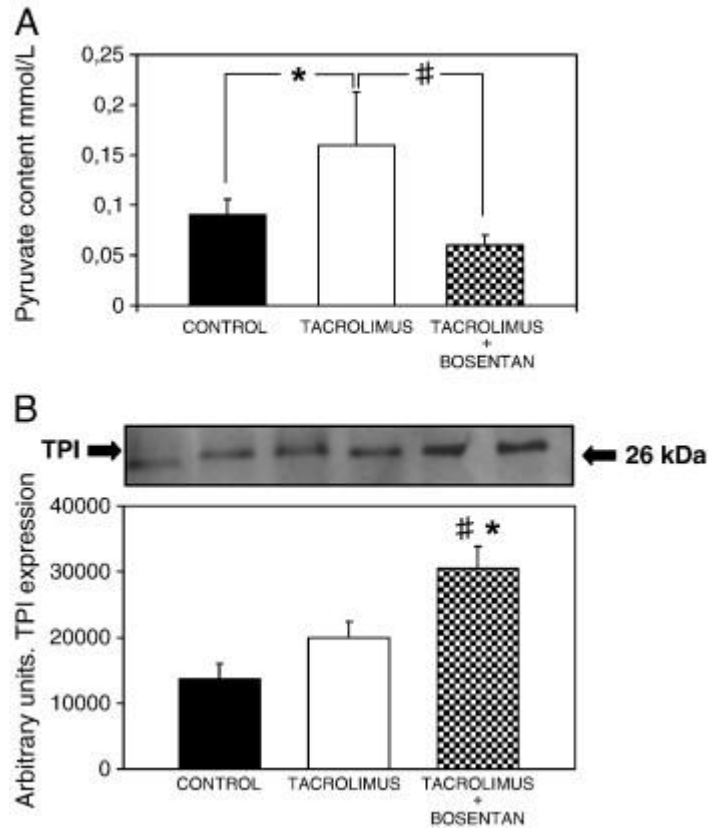 A
Pyruvate content mmol/L
0,25
0,2
0,15
0,1
0,05
0
* #
CONTROL TACROLIMUS TACROLIMUS
+
BOSENTAN
B
TPI 26 kDa
Arbitrary units. TPI expression
40000
30000
20000
10000
0
# *
CONTROL TACROLIMUS TACROLIMUS
+
BOSENTAN